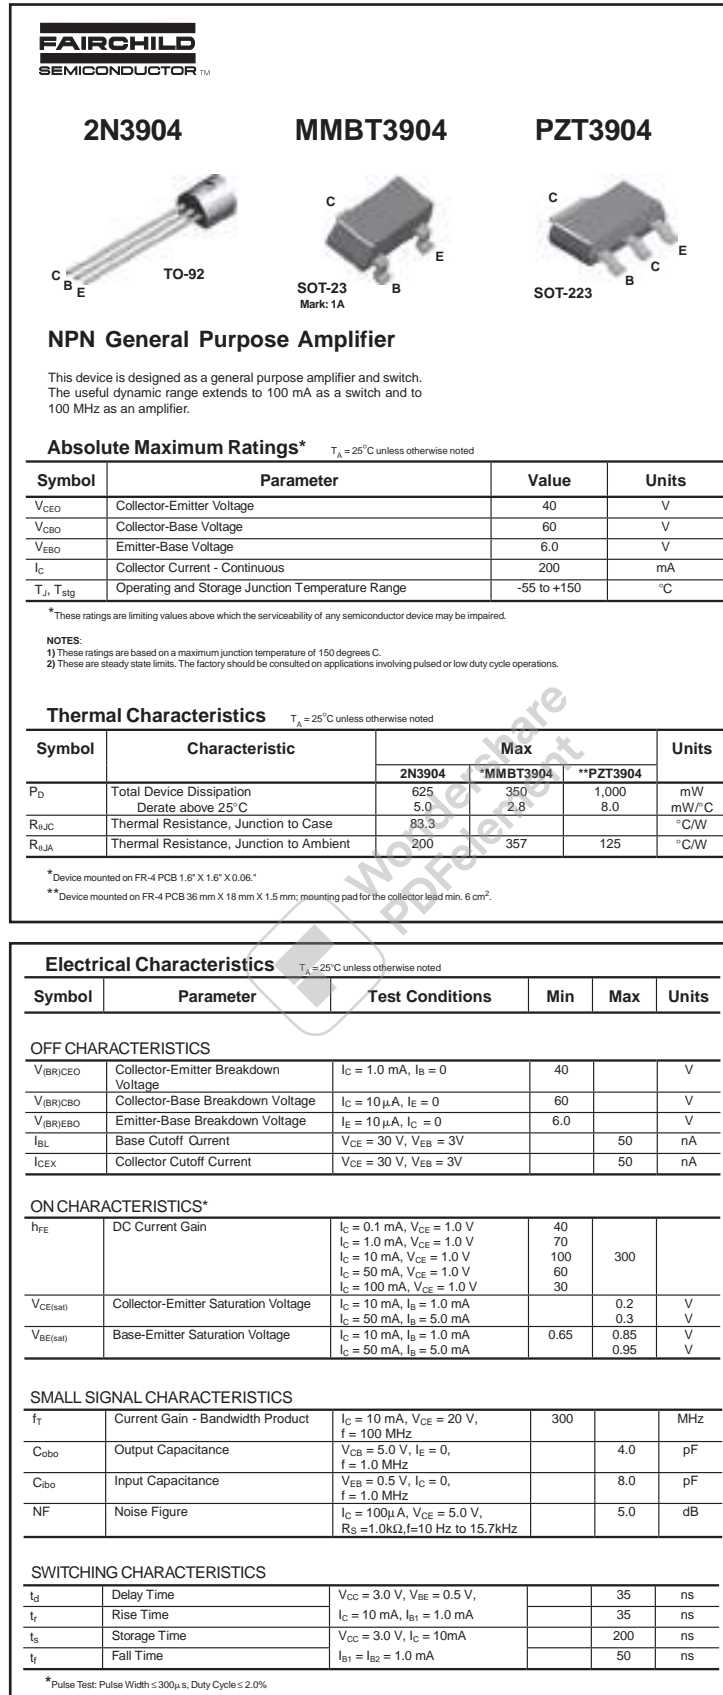 FAIRCHILD
SEMICONDUCTOR TM
2N3904 MMBT3904 PZT3904
C
B
E
TO-92
C
E
B
SOT-23
Mark: 1A
C
E
C
B
SOT-223
NPN General Purpose Amplifier
This device is designed as a general purpose amplifier and switch.
The useful dynamic range extends to 100 mA as a switch and to
100 MHz as an amplifier.
Absolute Maximum Ratings* TA = 25°C unless otherwise noted
Symbol Parameter Value Units
VCEO Collector-Emitter Voltage 40 V
VCBO Collector-Base Voltage 60 V
VEBO Emitter-Base Voltage 6.0 V
IC Collector Current - Continuous 200 mA
TJ, Tstg Operating and Storage Junction Temperature Range -55 to +150 °C
*These ratings are limiting values above which the serviceability of any semiconductor device may be impaired.
NOTES:
1) These ratings are based on a maximum junction temperature of 150 degrees C.
2) These are steady state limits. The factory should be consulted on applications involving pulsed or low duty cycle operations.
Thermal Characteristics TA = 25°C unless otherwise noted
Symbol Characteristic Max Units
2N3904 *MMBT3904 **PZT3904
PD Total Device Dissipation 625 350 1,000 mW
Derate above 25°C 5.0 2.8 8.0 mW/°C
RθJC Thermal Resistance, Junction to Case 83.3 °C/W
RθJA Thermal Resistance, Junction to Ambient 200 357 125 °C/W
*Device mounted on FR-4 PCB 1.6" X 1.6" X 0.06."
**Device mounted on FR-4 PCB 36 mm X 18 mm X 1.5 mm; mounting pad for the collector lead min. 6 cm².
Wondershare
PDFelement
Electrical Characteristics TA = 25°C unless otherwise noted
Symbol Parameter Test Conditions Min Max Units
OFF CHARACTERISTICS
V(BR)CEO Collector-Emitter Breakdown IC = 1.0 mA, IB = 0 40 V
Voltage
V(BR)CBO Collector-Base Breakdown Voltage IC = 10 μA, IE = 0 60 V
V(BR)EBO Emitter-Base Breakdown Voltage IE = 10 μA, IC = 0 6.0 V
IBL Base Cutoff Current VCE = 30 V, VEB = 3V 50 nA
ICEX Collector Cutoff Current VCE = 30 V, VEB = 3V 50 nA
ON CHARACTERISTICS*
hFE DC Current Gain IC = 0.1 mA, VCE = 1.0 V 40
IC = 1.0 mA, VCE = 1.0 V 70
IC = 10 mA, VCE = 1.0 V 100 300
IC = 50 mA, VCE = 1.0 V 60
IC = 100 mA, VCE = 1.0 V 30
VCE(sat) Collector-Emitter Saturation Voltage IC = 10 mA, IB = 1.0 mA 0.2 V
IC = 50 mA, IB = 5.0 mA 0.3 V
VBE(sat) Base-Emitter Saturation Voltage IC = 10 mA, IB = 1.0 mA 0.65 0.85 V
IC = 50 mA, IB = 5.0 mA 0.95 V
SMALL SIGNAL CHARACTERISTICS
fT Current Gain - Bandwidth Product IC = 10 mA, VCE = 20 V, 300 MHz
f = 100 MHz
Cobo Output Capacitance VCB = 5.0 V, IE = 0, 4.0 pF
f = 1.0 MHz
Cibo Input Capacitance VEB = 0.5 V, IC = 0, 8.0 pF
f = 1.0 MHz
NF Noise Figure IC = 100μA, VCE = 5.0 V, 5.0 dB
RS =1.0kΩ,f=10 Hz to 15.7kHz
SWITCHING CHARACTERISTICS
td Delay Time VCC = 3.0 V, VBE = 0.5 V, 35 ns
tr Rise Time IC = 10 mA, IB1 = 1.0 mA 35 ns
ts Storage Time VCC = 3.0 V, IC = 10mA 200 ns
tf Fall Time IB1 = IB2 = 1.0 mA 50 ns
*Pulse Test: Pulse Width ≤ 300μs, Duty Cycle ≤ 2.0%